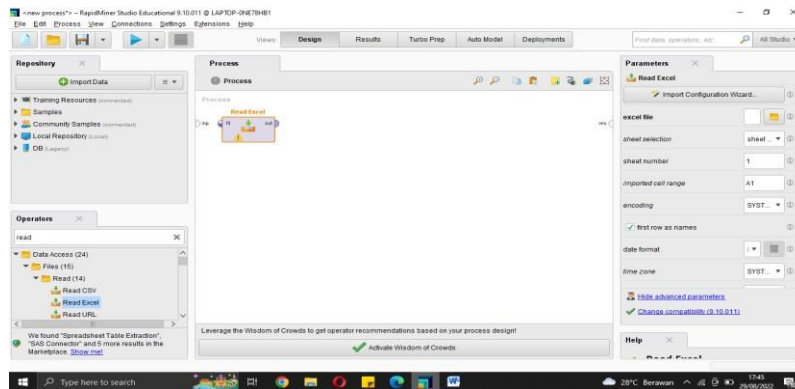 <new process*> – RapidMiner Studio Educational 9.10.011 @ LAPTOP-0NE78HB1
File Edit Process View Connections Settings Extensions Help
Views: Design Results Turbo Prep Auto Model Deployments
Find data, operators...etc All Studio
Repository
Import Data
Training Resources (connected)
Samples
Community Samples (connected)
Local Repository (Local)
DB (Legacy)
Operators
read
Data Access (24)
Files (15)
Read (14)
Read CSV
Read Excel
Read URL
We found "Spreadsheet Table Extraction", "SAS Connector" and 5 more results in the Marketplace. Show me!
Process
Process
Process
Read Excel
inp fil out res
Leverage the Wisdom of Crowds to get operator recommendations based on your process design!
Activate Wisdom of Crowds
Parameters
Read Excel
Import Configuration Wizard...
excel file
sheet selection sheet ...
sheet number 1
imported cell range A1
encoding SYST...
first row as names
date format
time zone SYST...
Hide advanced parameters
Change compatibility (9.10.011)
Help
Type here to search
28°C Berawan
17:45
29/08/2022